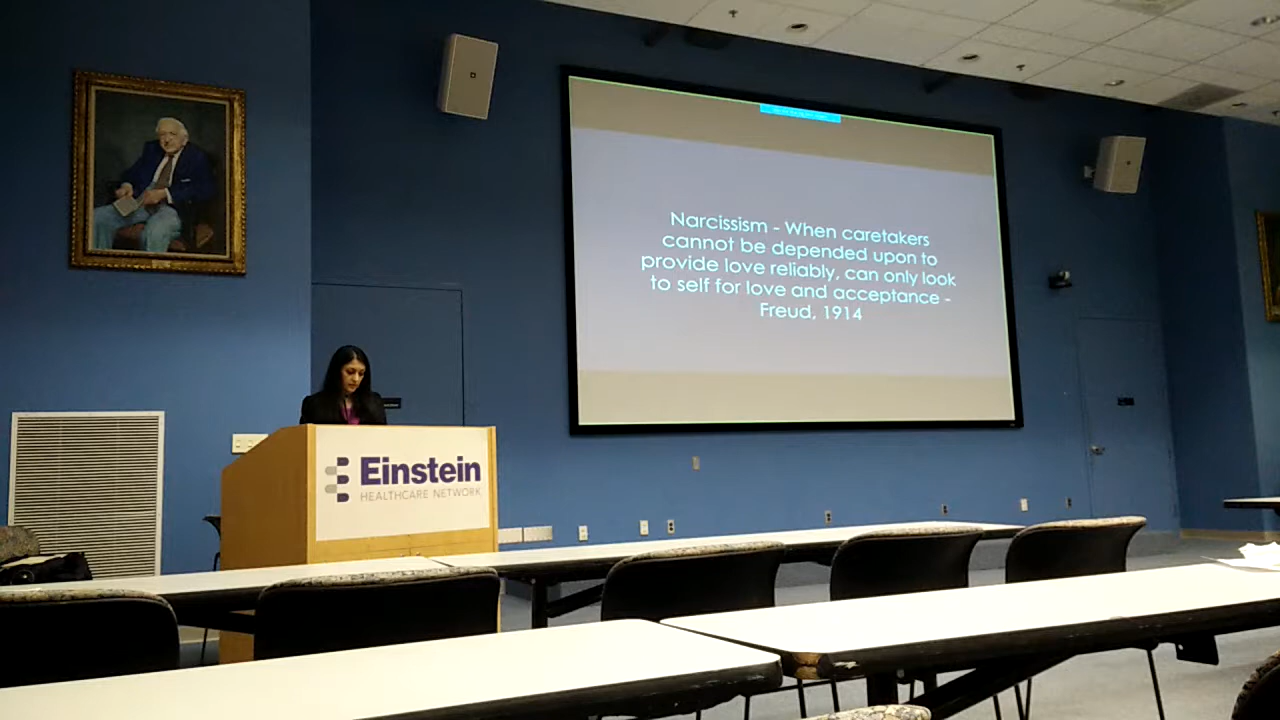 Narcissism - When caretakers
cannot be depended upon to
provide love reliably, can only look
to self for love and acceptance -
Freud, 1914
Einstein
HEALTHCARE NETWORK